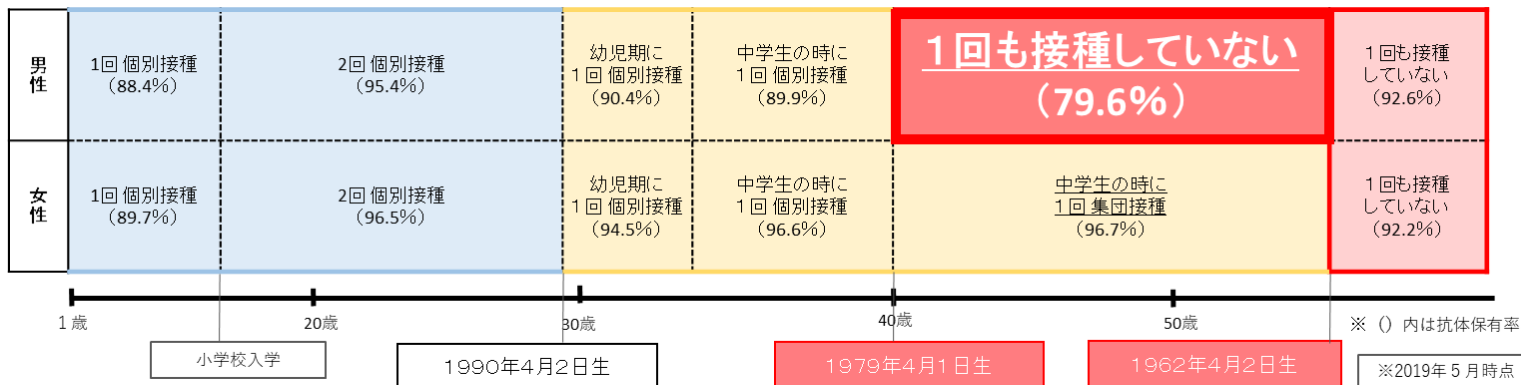 男性
1回 個別接種
(88.4%)
2回 個別接種
(95.4%)
幼児期に
1回 個別接種
(90.4%)
中学生の時に
1回 個別接種
(89.9%)
1回も接種していない
(79.6%)
1回も接種
していない
(92.6%)
女性
1回 個別接種
(89.7%)
2回 個別接種
(96.5%)
幼児期に
1回 個別接種
(94.5%)
中学生の時に
1回 個別接種
(96.6%)
中学生の時に
1回 集団接種
(96.7%)
1回も接種
していない
(92.2%)
1歳
20歳
30歳
40歳
50歳
※ () 内は抗体保有率
小学校入学
1990年4月2日生
1979年4月1日生
1962年4月2日生
※2019年5月時点